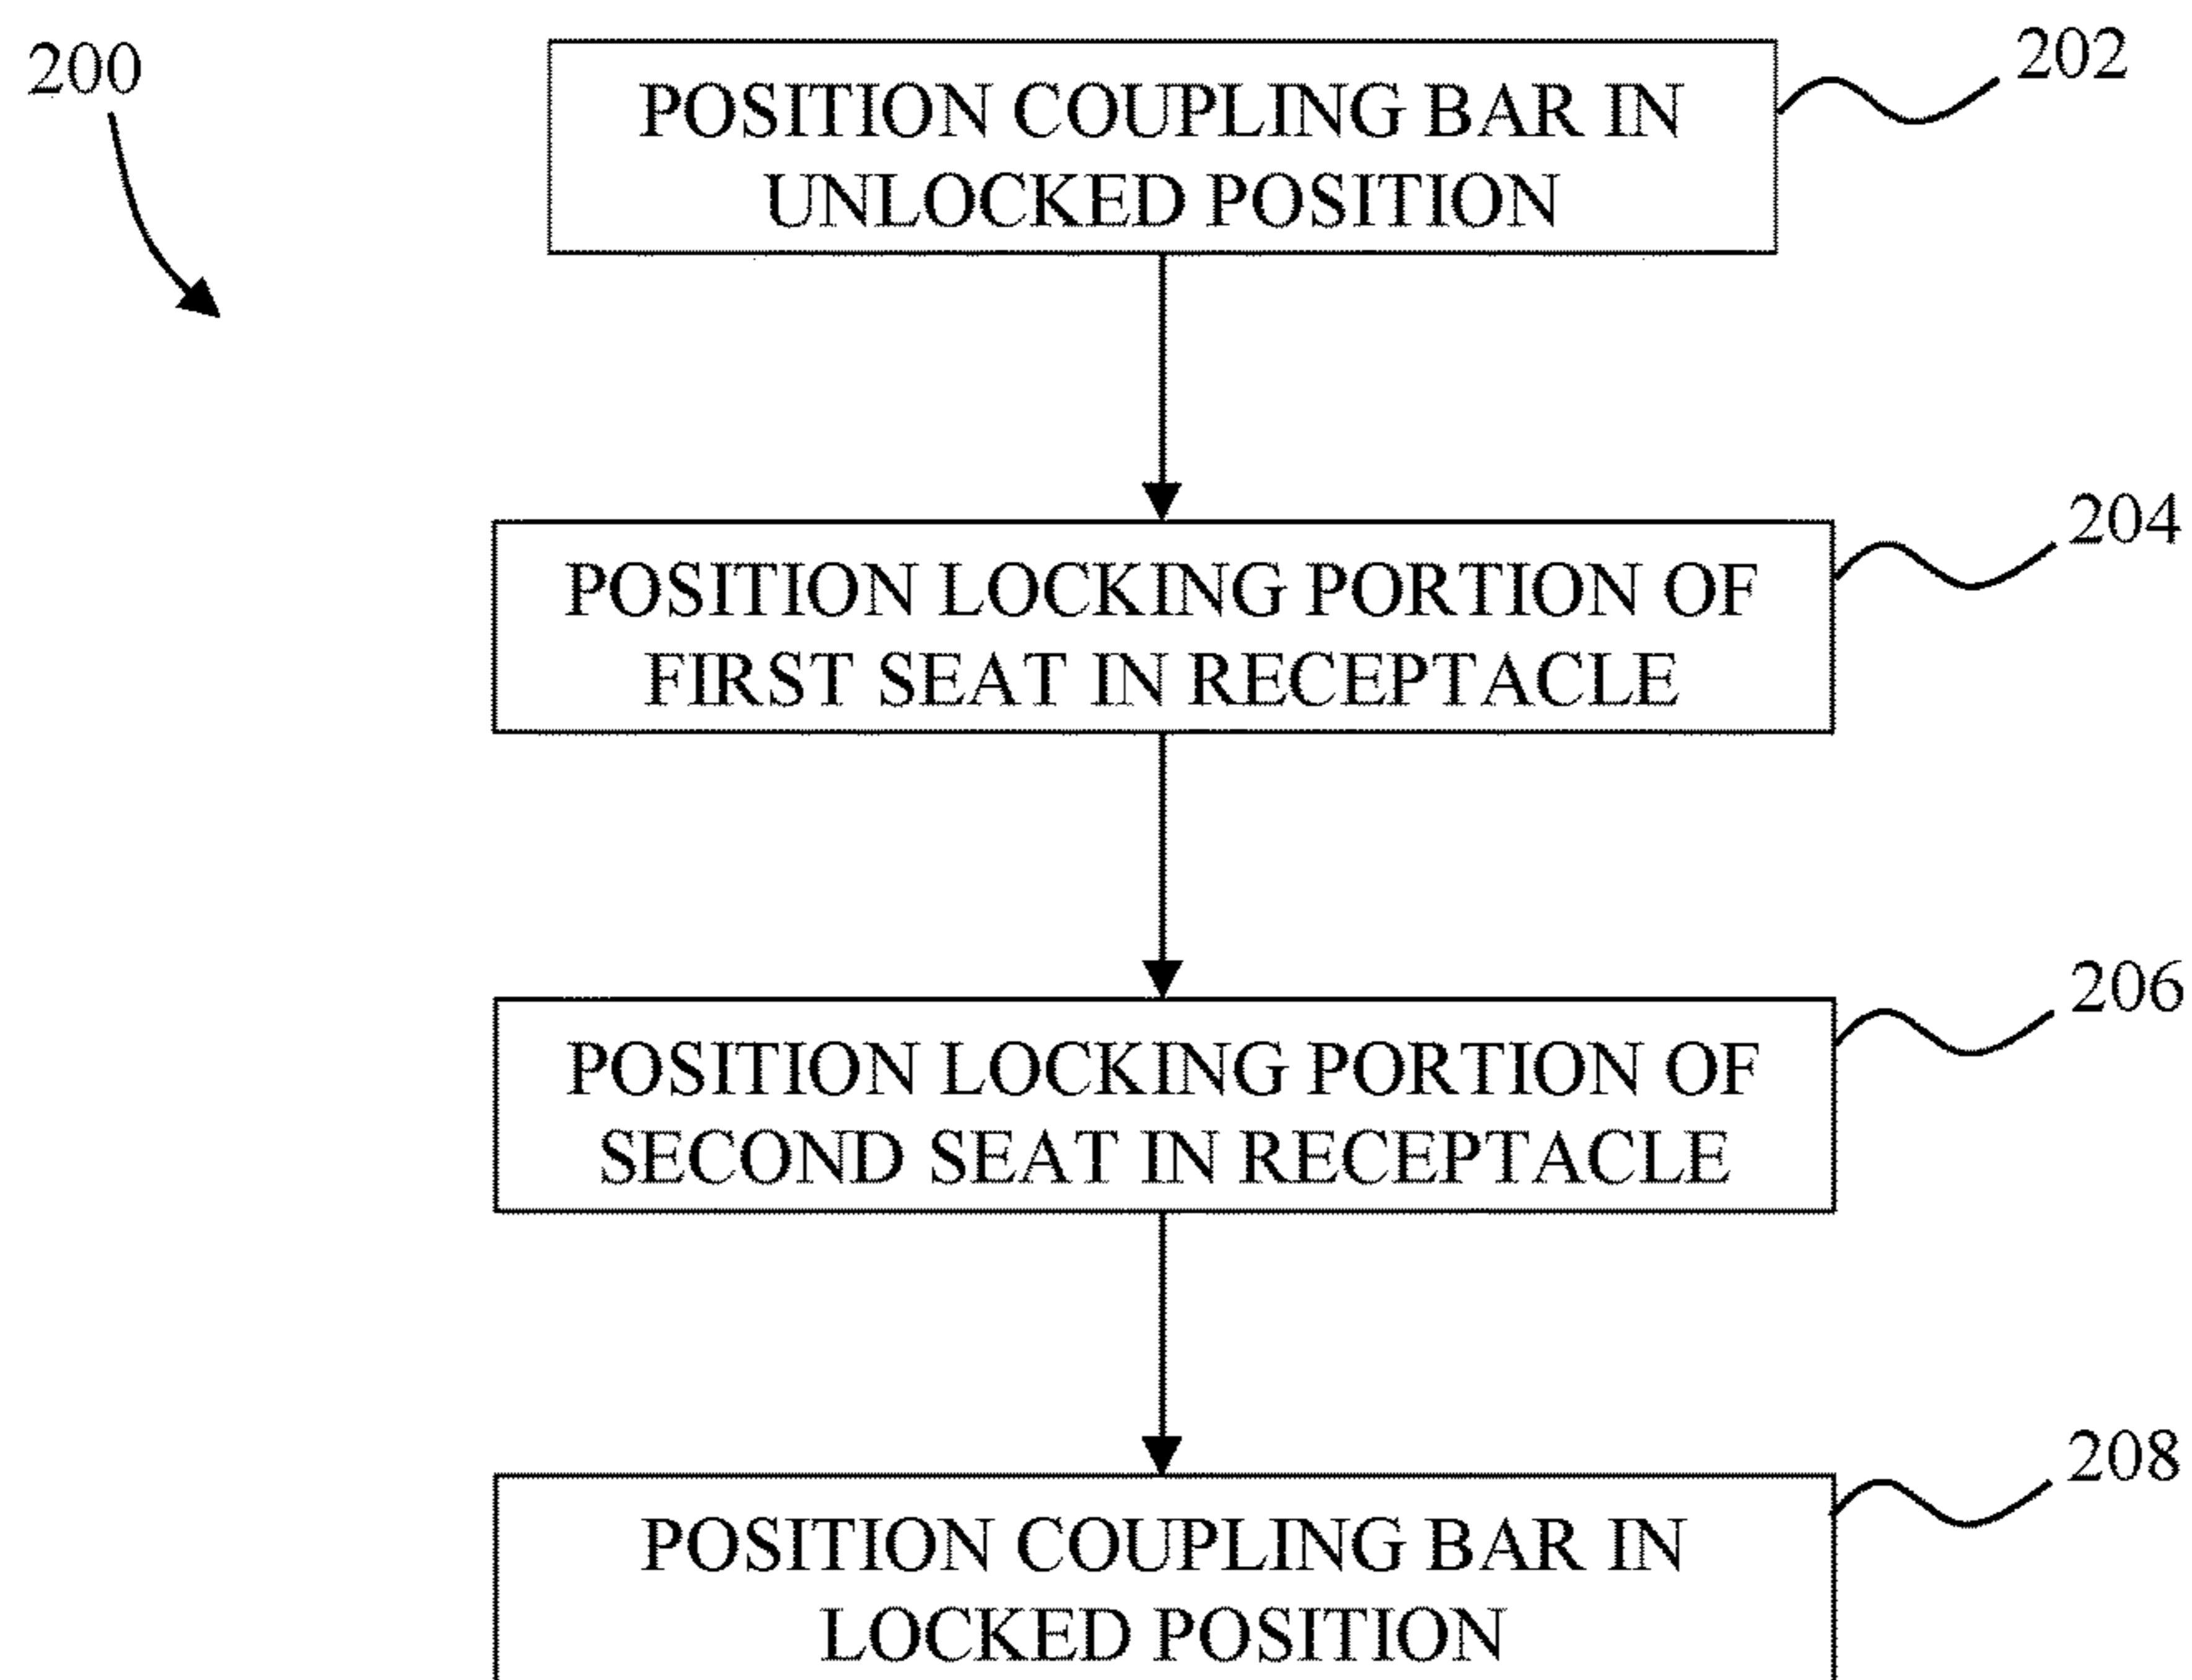 200
202
POSITION COUPLING BAR IN
UNLOCKED POSITION
204
POSITION LOCKING PORTION OF
FIRST SEAT IN RECEPTACLE
206
POSITION LOCKING PORTION OF
SECOND SEAT IN RECEPTACLE
208
POSITION COUPLING BAR IN
LOCKED POSITION